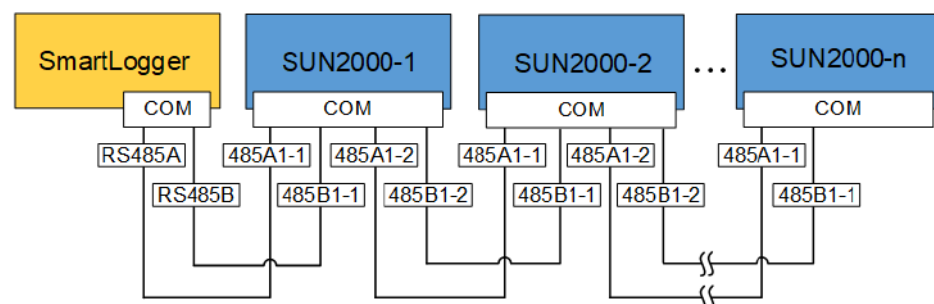 SmartLogger
SUN2000-1
SUN2000-2
...
SUN2000-n
COM
COM
COM
COM
RS485A
485A1-1
485A1-2
485A1-1
485A1-2
485A1-1
RS485B
485B1-1
485B1-2
485B1-1
485B1-2
485B1-1